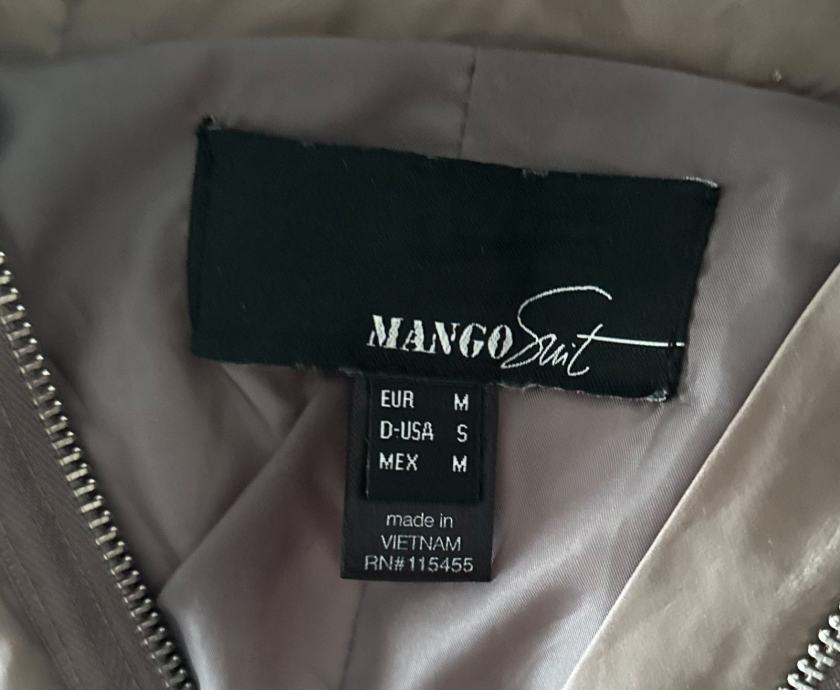 MANGO Suit
EUR M
D-USA S
MEX M
made in
VIETNAM
RN#115455